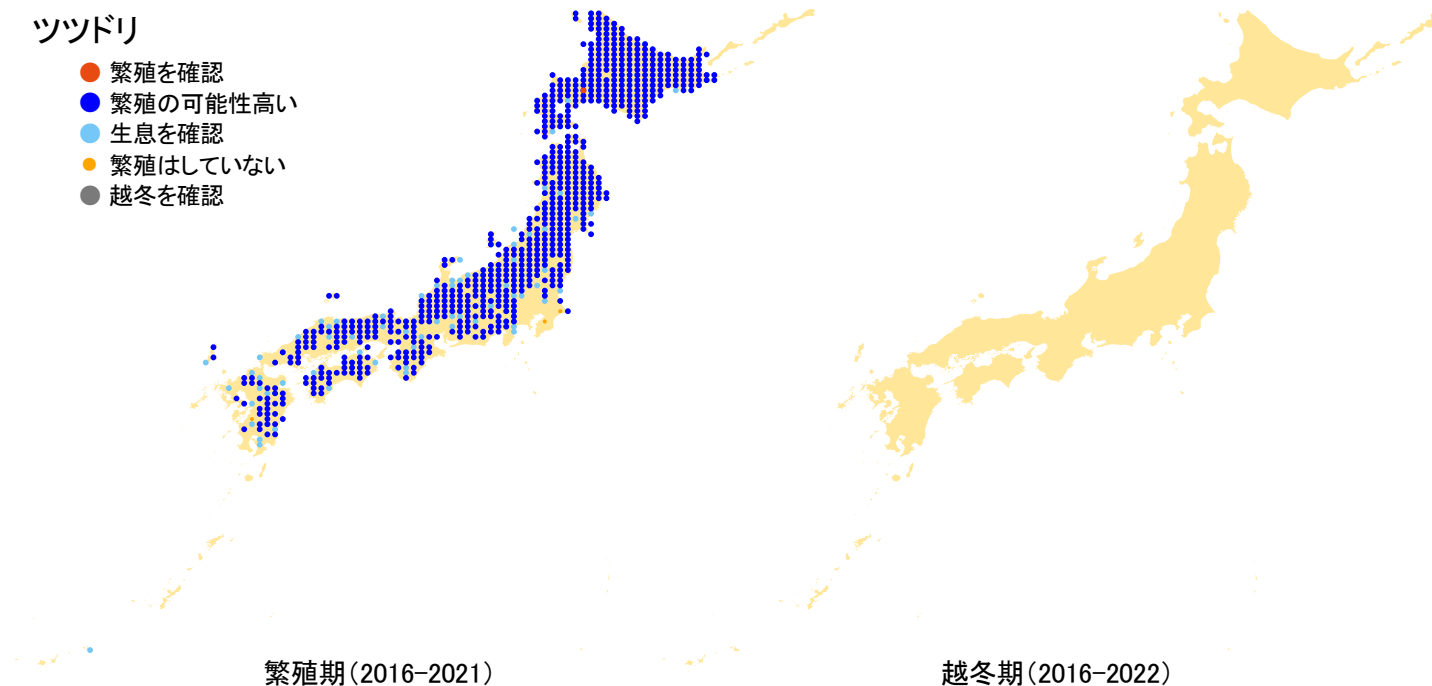 ツツドリ
繁殖を確認
繁殖の可能性高い
生息を確認
繁殖はしていない
越冬を確認
繁殖期(2016-2021)
越冬期(2016-2022)